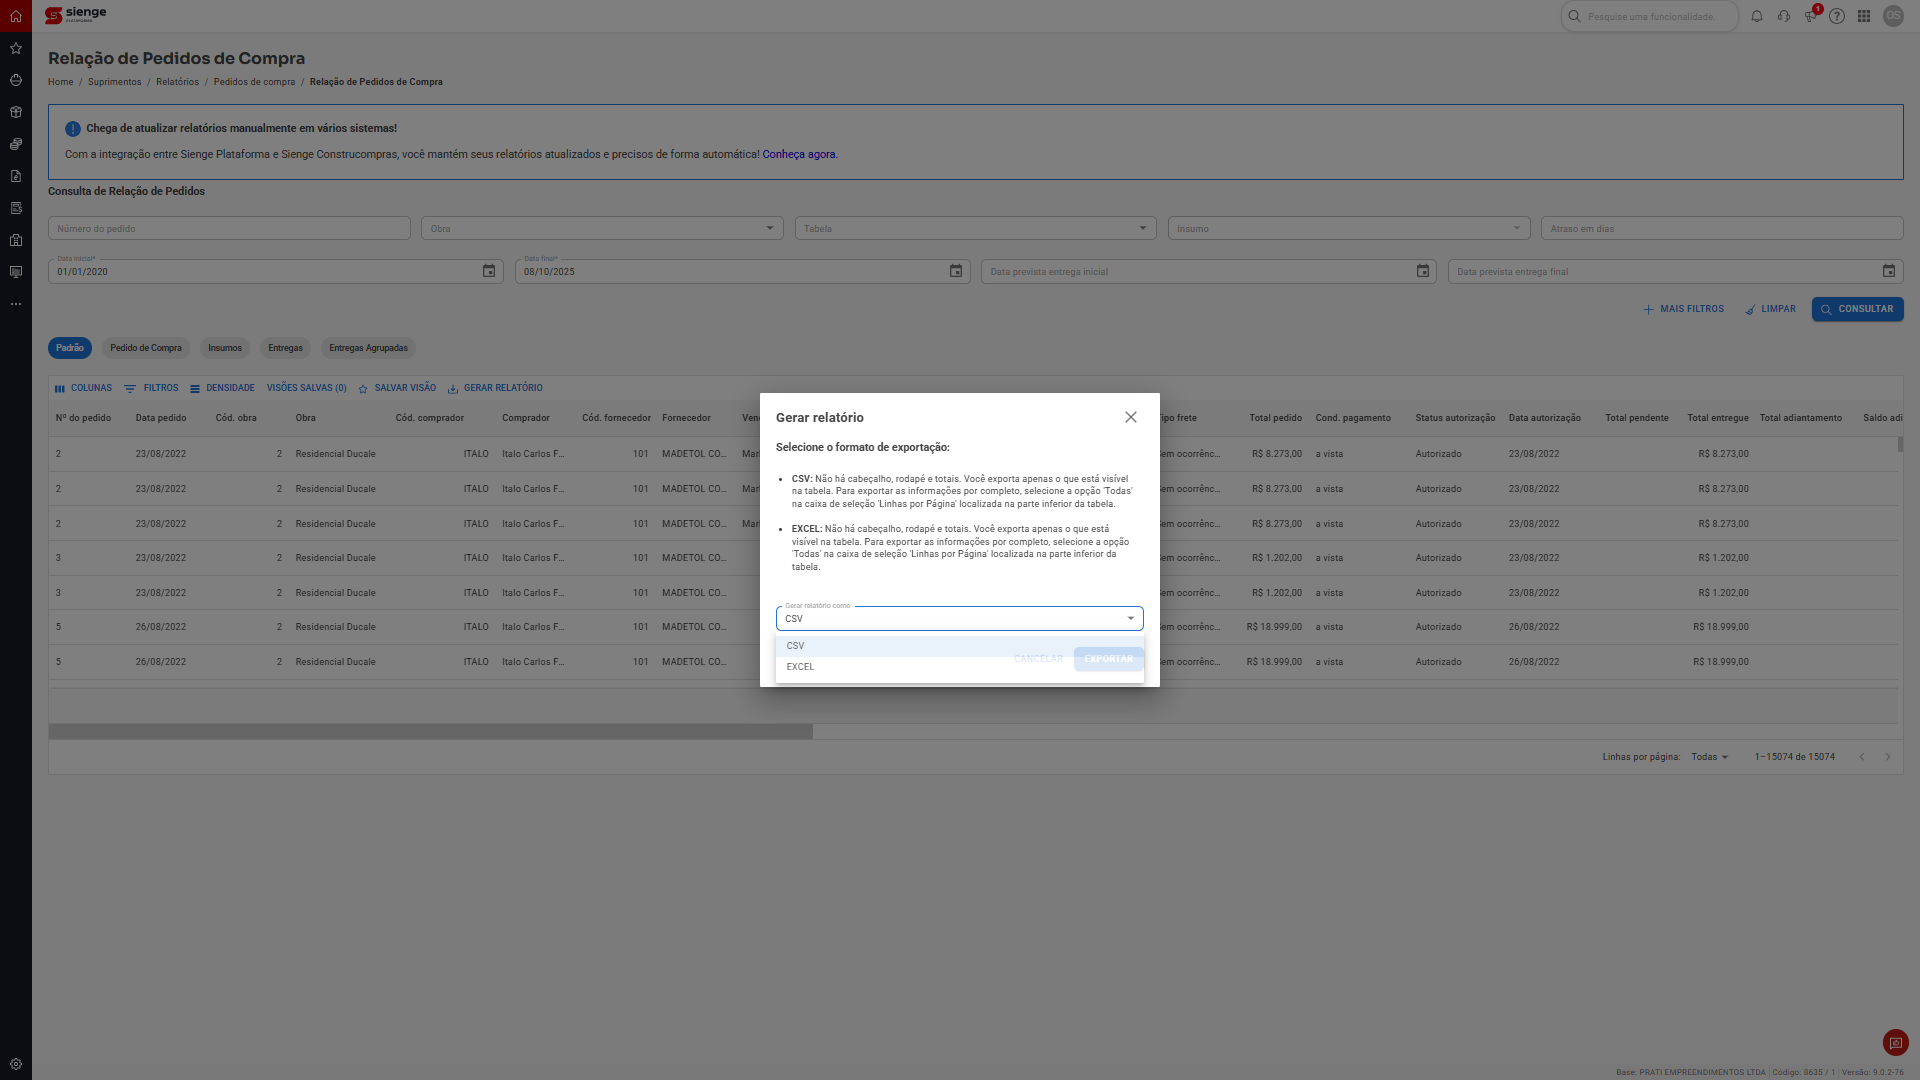 sienge
PLATAFORMA
Pesquise uma funcionalidade.
1
OS
Relação de Pedidos de Compra
Home / Suprimentos / Relatórios / Pedidos de compra / Relação de Pedidos de Compra
Chega de atualizar relatórios manualmente em vários sistemas!
Com a integração entre Sienge Plataforma e Sienge Construcompras, você mantém seus relatórios atualizados e precisos de forma automática! Conheça agora.
Consulta de Relação de Pedidos
Número do pedido Obra Tabela Insumo Atraso em dias
Data inicial* Data final*
01/01/2020 08/10/2025 Data prevista entrega inicial Data prevista entrega final
MAIS FILTROS LIMPAR CONSULTAR
Padrão Pedido de Compra Insumos Entregas Entregas Agrupadas
COLUNAS FILTROS DENSIDADE VISÕES SALVAS (0) SALVAR VISÃO GERAR RELATÓRIO
Nº do pedido Data pedido Cód. obra Obra Cód. comprador Comprador Cód. fornecedor Fornecedor Total pedido Cond. pagamento Status autorização Data autorização Total pendente Total entregue Total adiantamento Saldo adi
2 23/08/2022 2 Residencial Ducale ITALO Italo Carlos F... 101 MADETOL CO... R$ 8.273,00 a vista Autorizado 23/08/2022 R$ 8.273,00
2 23/08/2022 2 Residencial Ducale ITALO Italo Carlos F... 101 MADETOL CO... R$ 8.273,00 a vista Autorizado 23/08/2022 R$ 8.273,00
2 23/08/2022 2 Residencial Ducale ITALO Italo Carlos F... 101 MADETOL CO... R$ 8.273,00 a vista Autorizado 23/08/2022 R$ 8.273,00
3 23/08/2022 2 Residencial Ducale ITALO Italo Carlos F... 101 MADETOL CO... R$ 1.202,00 a vista Autorizado 23/08/2022 R$ 1.202,00
3 23/08/2022 2 Residencial Ducale ITALO Italo Carlos F... 101 MADETOL CO... R$ 1.202,00 a vista Autorizado 23/08/2022 R$ 1.202,00
5 26/08/2022 2 Residencial Ducale ITALO Italo Carlos F... 101 MADETOL CO... R$ 18.999,00 a vista Autorizado 26/08/2022 R$ 18.999,00
5 26/08/2022 2 Residencial Ducale ITALO Italo Carlos F... 101 MADETOL CO... R$ 18.999,00 a vista Autorizado 26/08/2022 R$ 18.999,00
Gerar relatório
Selecione o formato de exportação:
• CSV: Não há cabeçalho, rodapé e totais. Você exporta apenas o que está visível
na tabela. Para exportar as informações por completo, selecione a opção 'Todas'
na caixa de seleção 'Linhas por Página' localizada na parte inferior da tabela.
• EXCEL: Não há cabeçalho, rodapé e totais. Você exporta apenas o que está
visível na tabela. Para exportar as informações por completo, selecione a opção
'Todas' na caixa de seleção 'Linhas por Página' localizada na parte inferior da
tabela.
Gerar relatório como
CSV
CSV
CANCELAR EXPORTAR
EXCEL
Linhas por página: Todas 1–15074 de 15074
Base: PRATI EMPREENDIMENTOS LTDA | Código: 8635 / 1 | Versão: 9.0.2-76